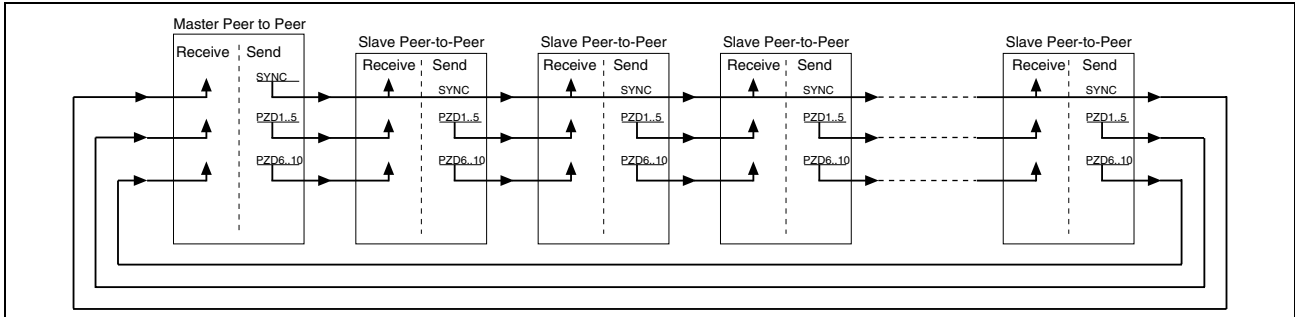 Master Peer to Peer
Slave Peer-to-Peer
Slave Peer-to-Peer
Slave Peer-to-Peer
Slave Peer-to-Peer
Receive Send
Receive Send
Receive Send
Receive Send
Receive Send
SYNC
SYNC
SYNC
SYNC
SYNC
PZD1..5
PZD1..5
PZD1..5
PZD1..5
PZD1..5
PZD6..10
PZD6..10
PZD6..10
PZD6..10
PZD6..10